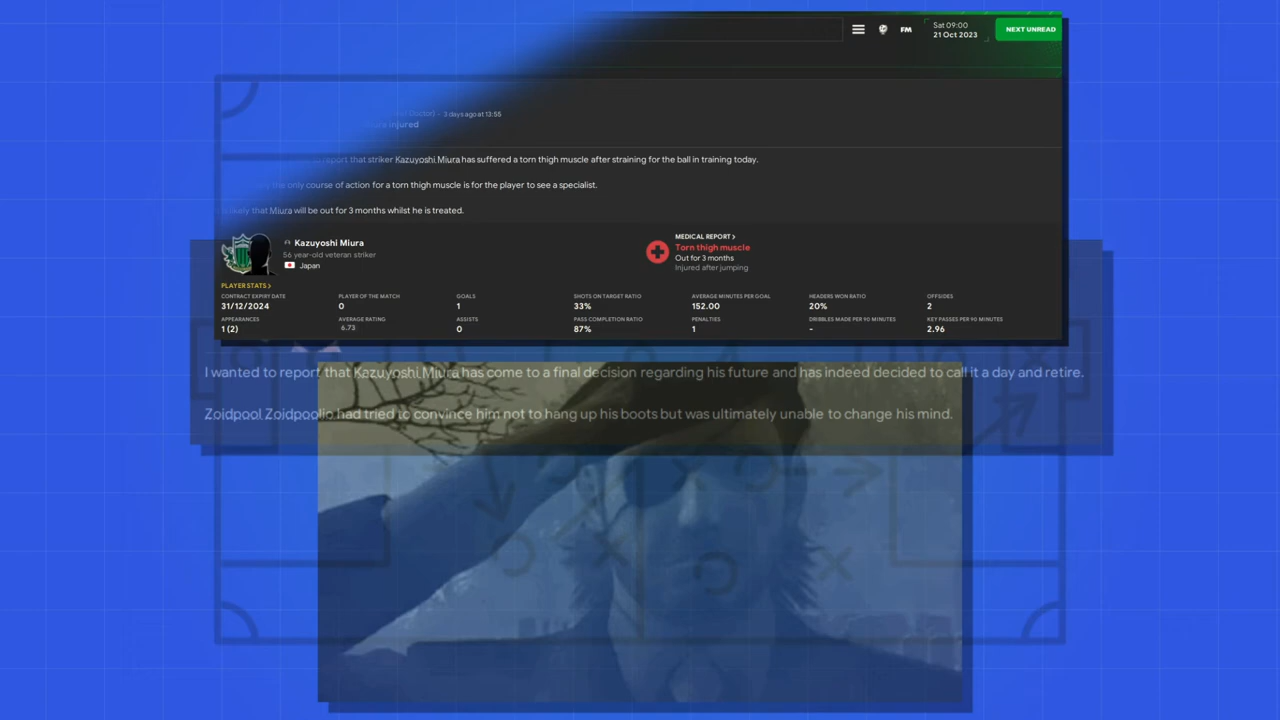 Sat 09:00
FM
21 Oct 2023
NEXT UNREAD
Doctor) - 3 days ago at 13:55
injured
report that striker Kazuyoshi Miura has suffered a torn thigh muscle after straining for the ball in training today.
the only course of action for a torn thigh muscle is for the player to see a specialist.
likely that Miura will be out for 3 months whilst he is treated.
Kazuyoshi Miura
56 year-old veteran striker
Japan
MEDICAL REPORT >
Torn thigh muscle
Out for 3 months
Injured after jumping
PLAYER STATS >
CONTRACT EXPIRY DATE PLAYER OF THE MATCH GOALS SHOTS ON TARGET RATIO AVERAGE MINUTES PER GOAL HEADERS WON RATIO OFFSIDES
31/12/2024 0 1 33% 152.00 20% 2
APPEARANCES AVERAGE RATING ASSISTS PASS COMPLETION RATIO PENALTIES DRIBBLES MADE PER 90 MINUTES KEY PASSES PER 90 MINUTES
1 (2) 6.73 0 87% 1 - 2.96
I wanted to report that Kazuyoshi Miura has come to a final decision regarding his future and has indeed decided to call it a day and retire.
Zoidpool Zoidpoolio had tried to convince him not to hang up his boots but was ultimately unable to change his mind.